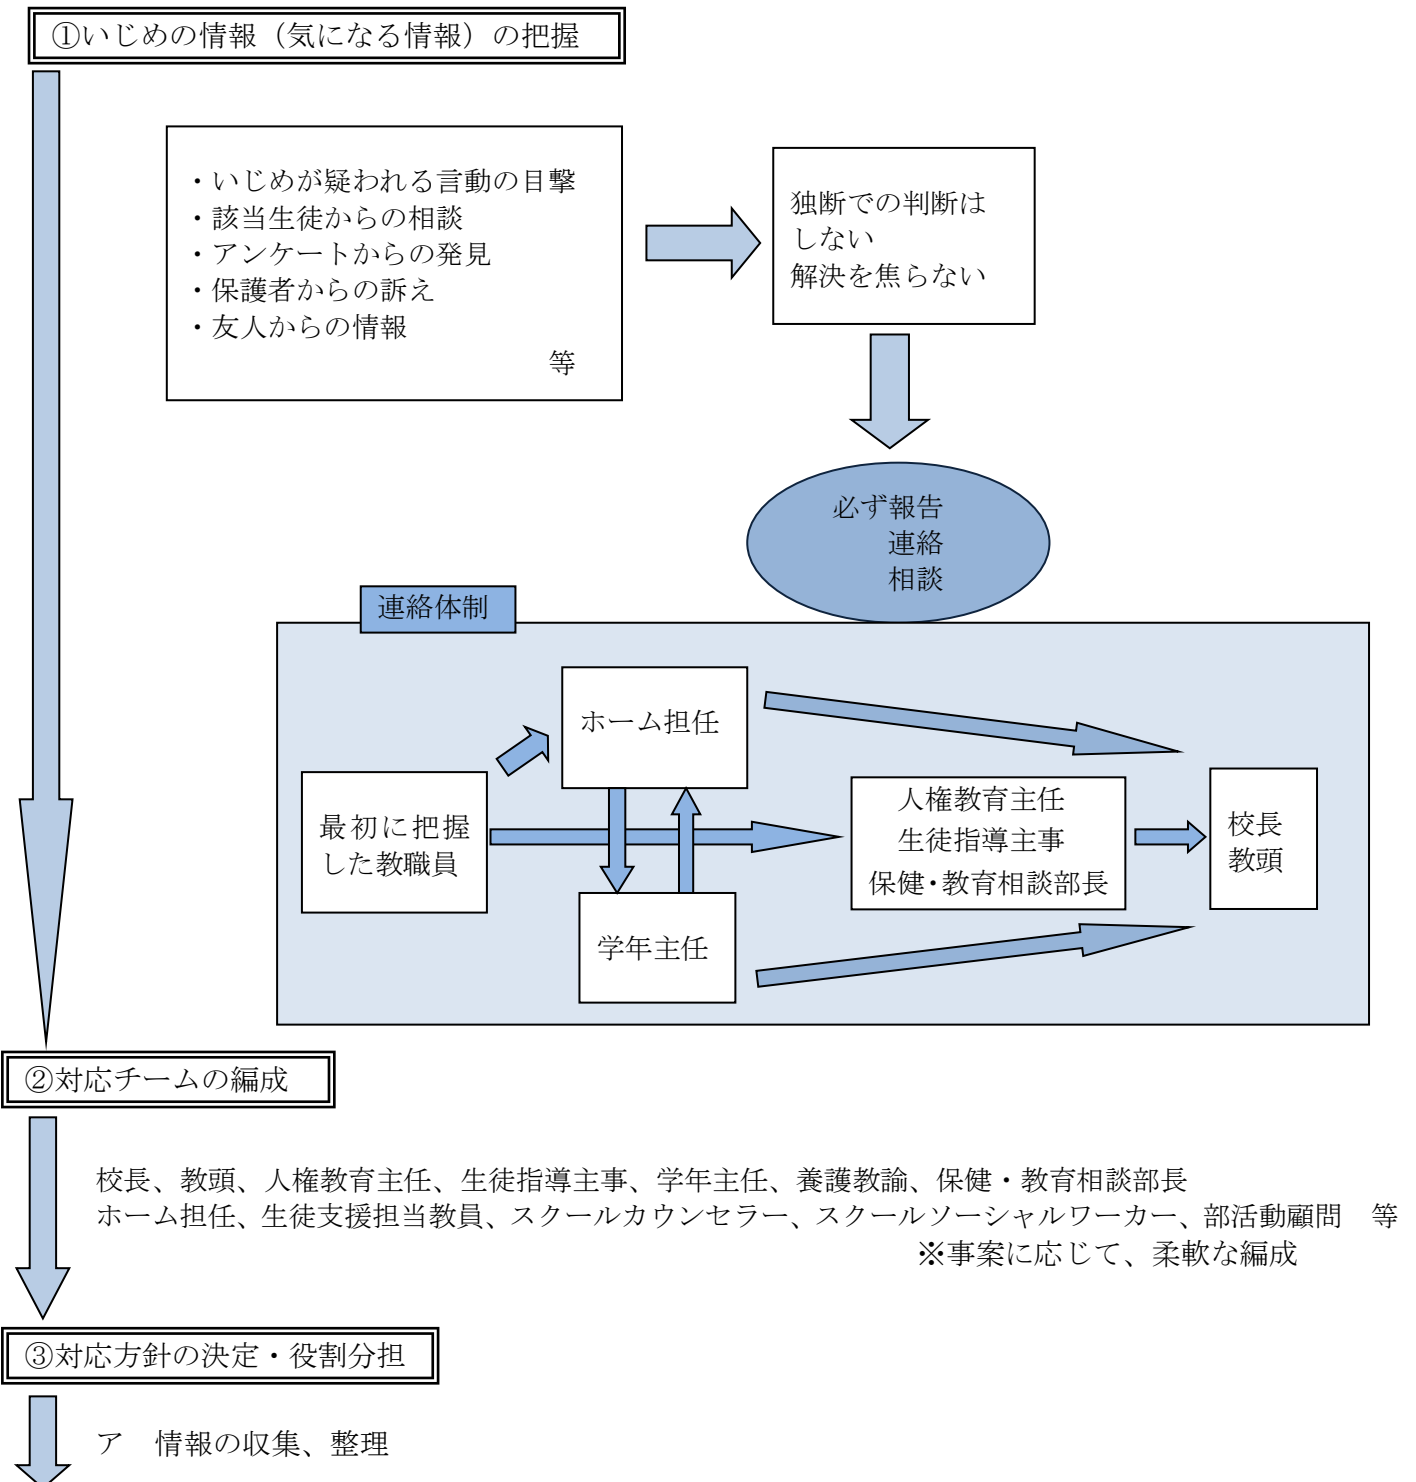 ①いじめの情報（気になる情報）の把握
・いじめが疑われる言動の目撃
・該当生徒からの相談
・アンケートからの発見
・保護者からの訴え
・友人からの情報
等
独断での判断は
しない
解決を焦らない
必ず報告
連絡
相談
連絡体制
ホーム担任
最初に把握
した教職員
人権教育主任
生徒指導主事
保健・教育相談部長
校長
教頭
学年主任
②対応チームの編成
校長、教頭、人権教育主任、生徒指導主事、学年主任、養護教諭、保健・教育相談部長
ホーム担任、生徒支援担当教員、スクールカウンセラー、スクールソーシャルワーカー、部活動顧問　等
※事案に応じて、柔軟な編成
③対応方針の決定・役割分担
ア　情報の収集、整理